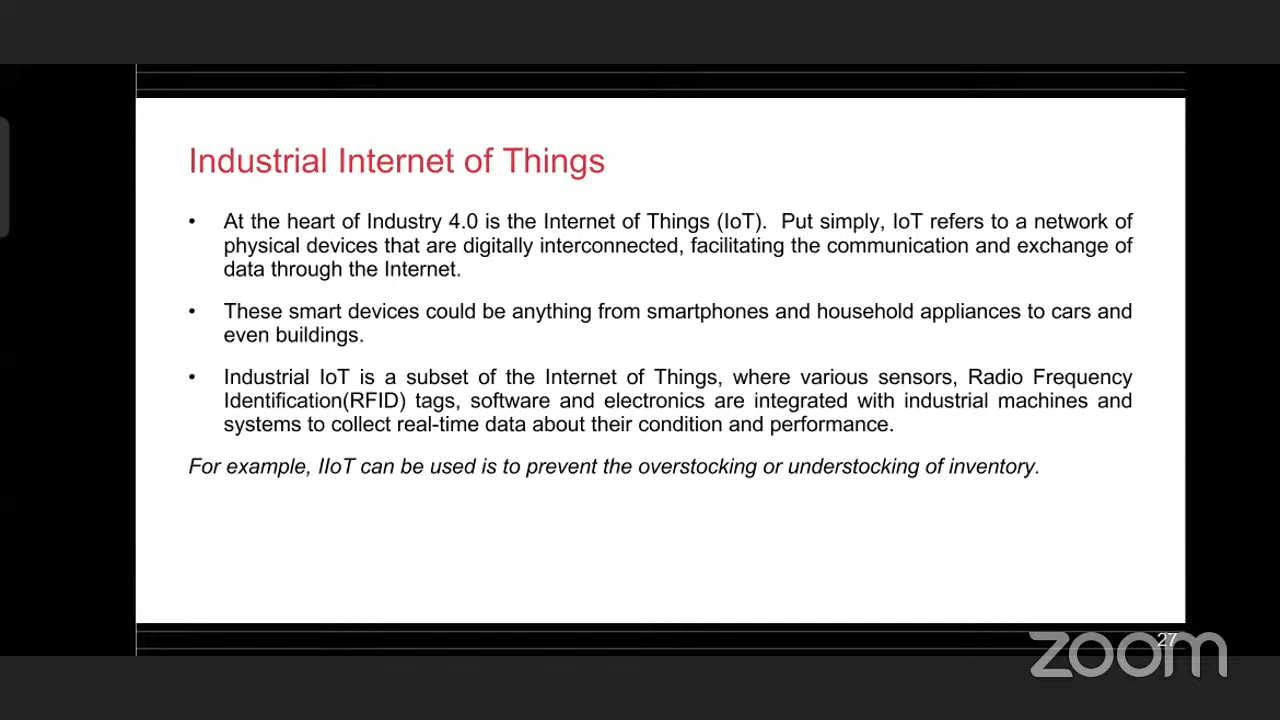 Industrial Internet of Things
• At the heart of Industry 4.0 is the Internet of Things (IoT).  Put simply, IoT refers to a network of
physical devices that are digitally interconnected, facilitating the communication and exchange of
data through the Internet.
• These smart devices could be anything from smartphones and household appliances to cars and
even buildings.
• Industrial IoT is a subset of the Internet of Things, where various sensors, Radio Frequency
Identification(RFID) tags, software and electronics are integrated with industrial machines and
systems to collect real-time data about their condition and performance.
For example, IIoT can be used is to prevent the overstocking or understocking of inventory.
27
zoom